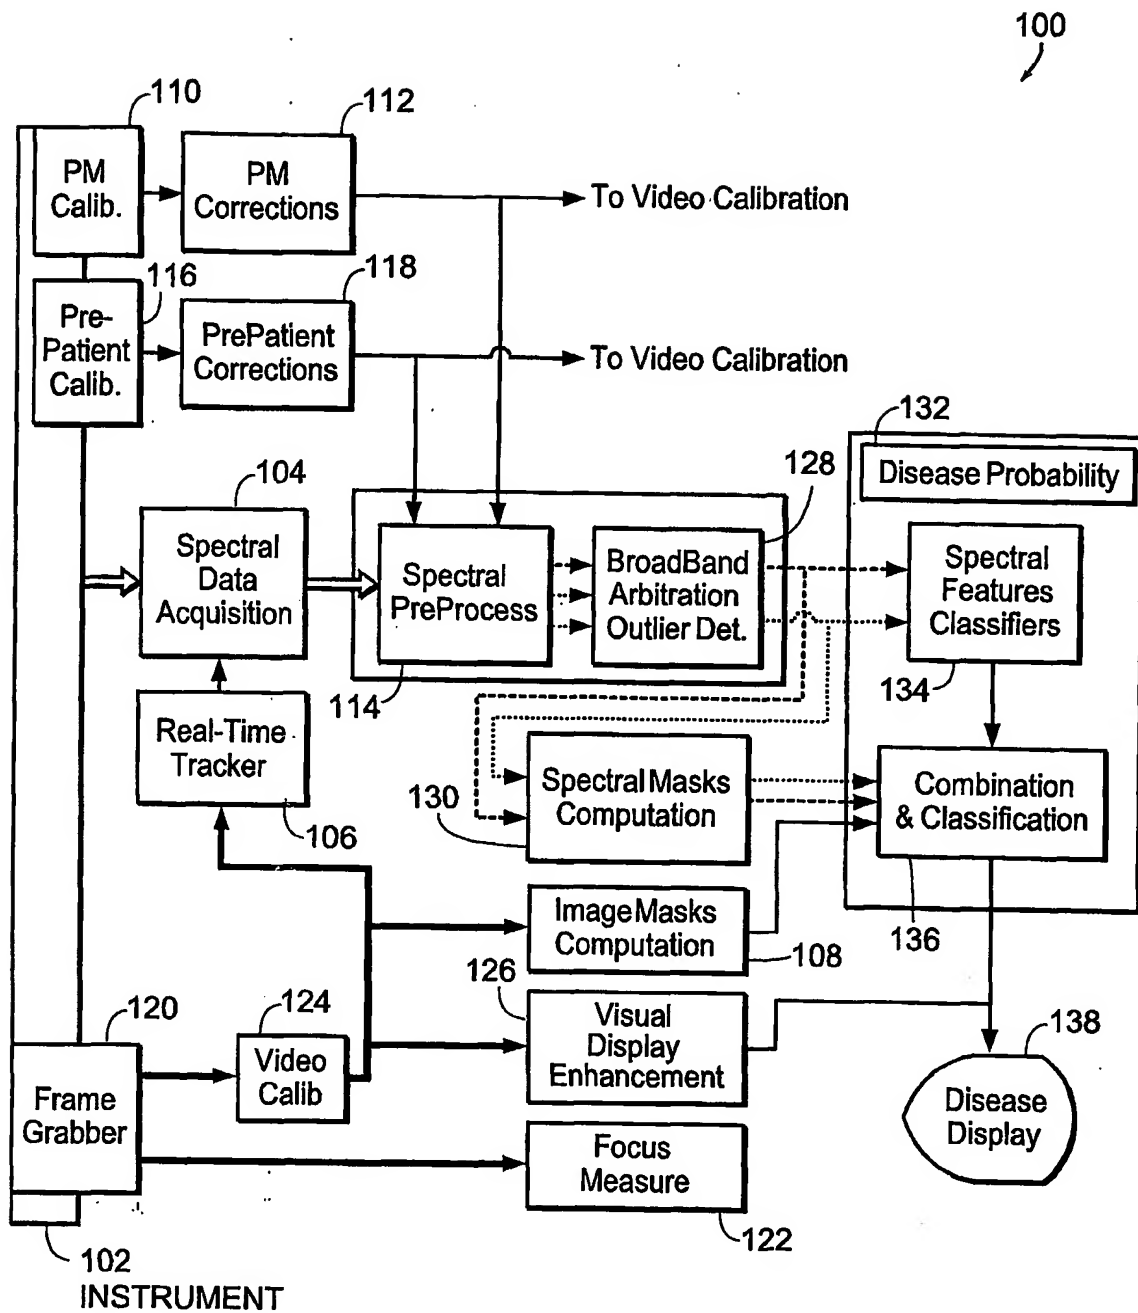 100
110
112
PM
Calib.
PM
Corrections
To Video Calibration
116
118
Pre-
Patient
Calib.
PrePatient
Corrections
To Video Calibration
132
Disease Probability
104
128
Spectral
Data
Acquisition
Spectral
PreProcess
BroadBand
Arbitration
Outlier Det.
Spectral
Features
Classifiers
114
134
Real-Time
Tracker
106
130
Spectral Masks
Computation
Combination
& Classification
136
Image Masks
Computation
108
126
120
124
Visual
Display
Enhancement
138
Video
Calib
Frame
Grabber
Disease
Display
Focus
Measure
122
102
INSTRUMENT